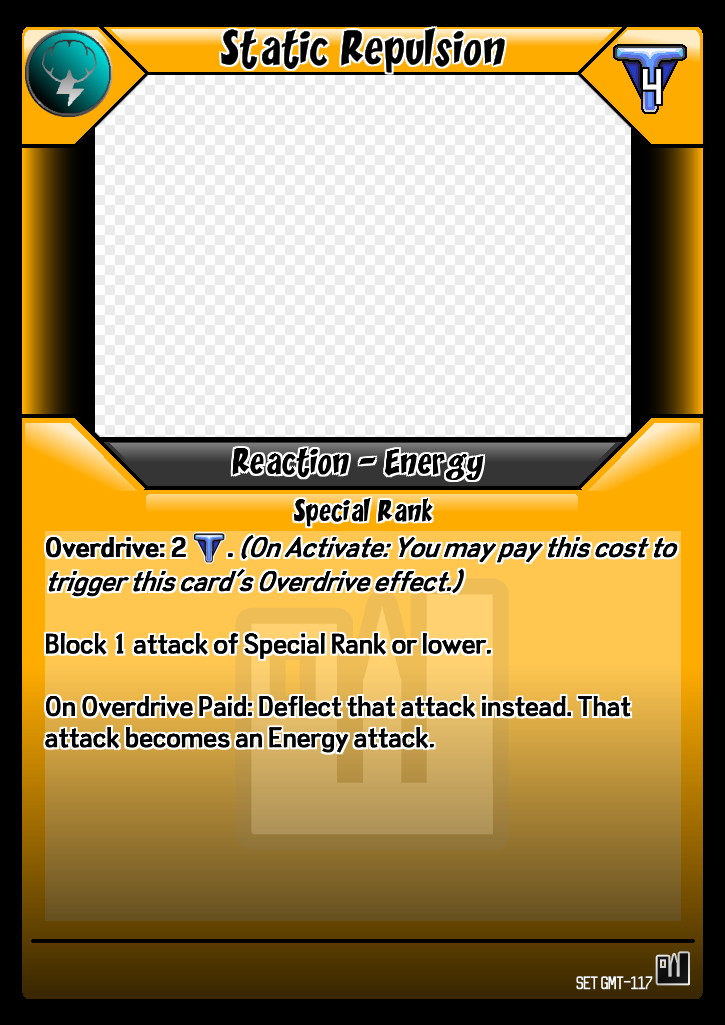 Static Repulsion
4
Reaction - Energy
Special Rank
Overdrive: 2 T. (On Activate: You may pay this cost to
trigger this card's Overdrive effect.)
Block 1 attack of Special Rank or lower.
On Overdrive Paid: Deflect that attack instead. That
attack becomes an Energy attack.
SET GMT-117